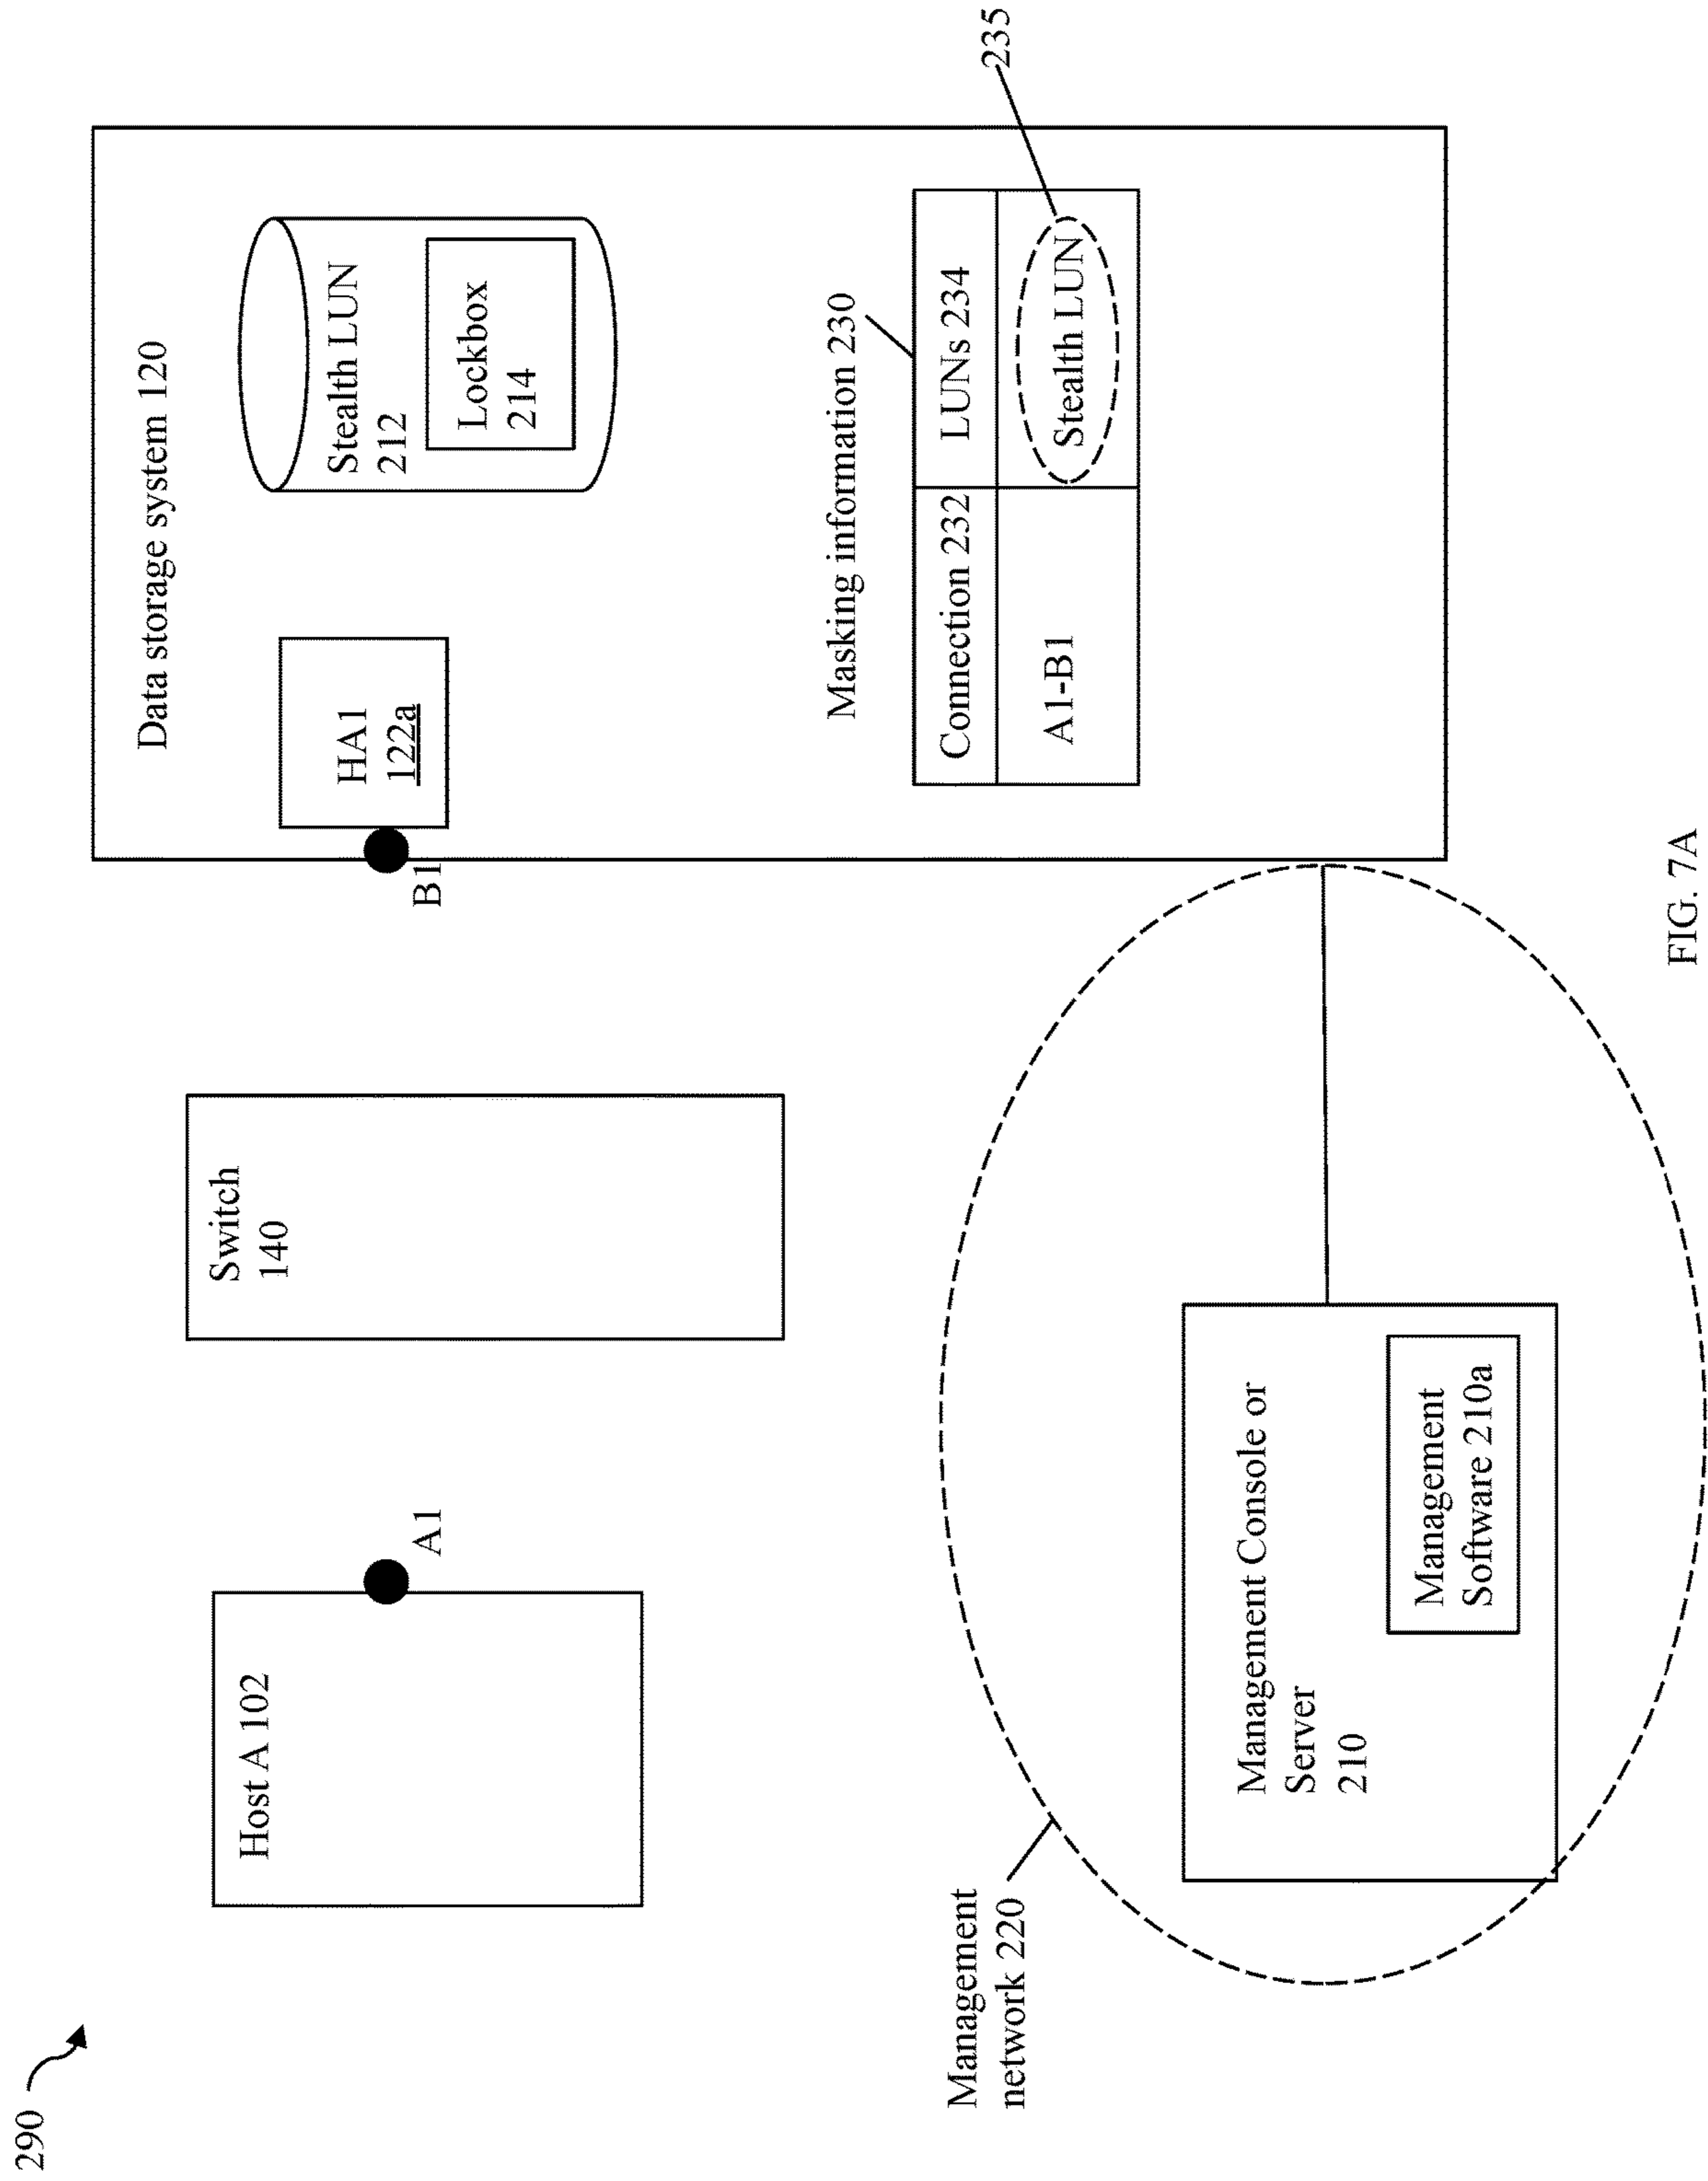 290
Host A 102
A1
Switch
140
Data storage system 120
HA1
122a
B1
Stealth LUN
212
Lockbox
214
Masking information 230
Connection 232
LUNs 234
A1-B1
Stealth LUN
235
Management
network 220
Management Console or
Server
210
Management
Software 210a
FIG. 7A